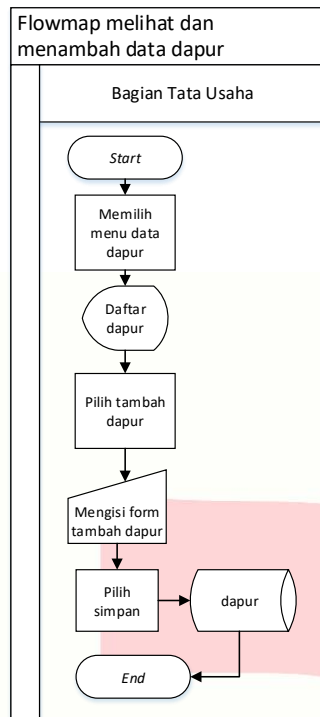 Flowmap melihat dan
menambah data dapur
Bagian Tata Usaha
Start
Memilih
menu data
dapur
Daftar
dapur
Pilih tambah
dapur
Mengisi form
tambah dapur
Pilih
simpan
dapur
End